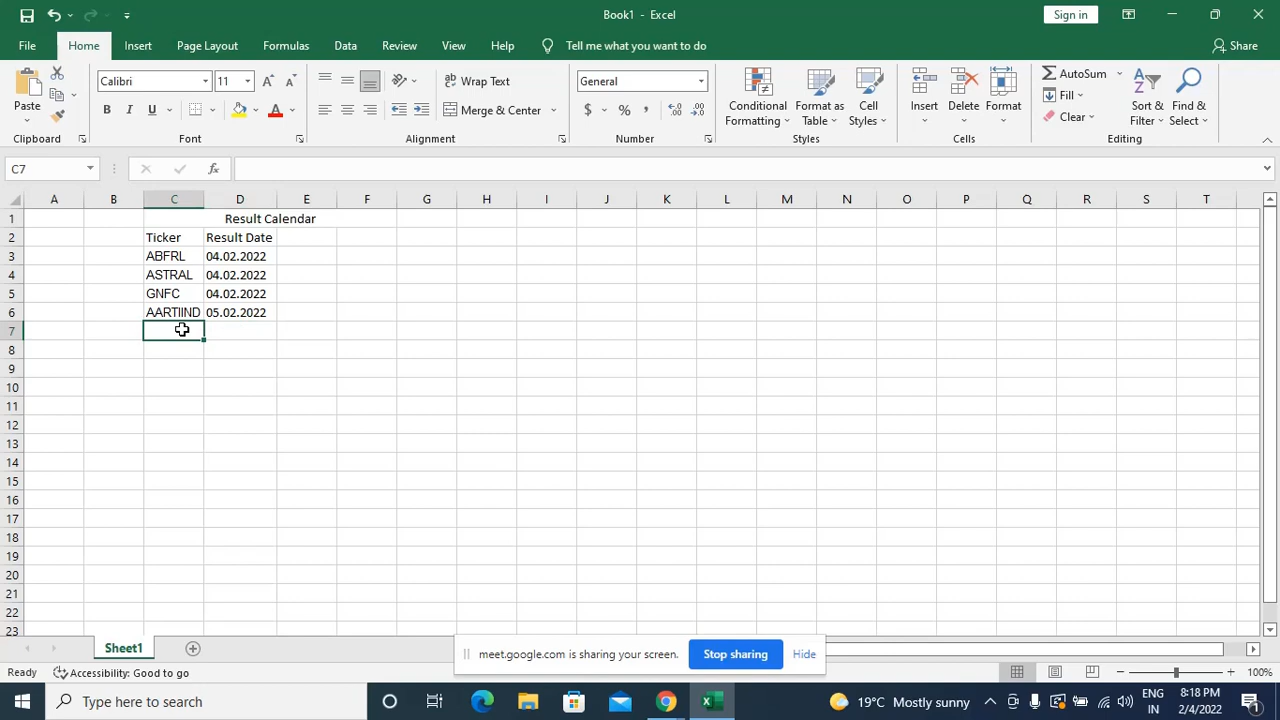 Book1 - Excel
Sign in
File Home Insert Page Layout Formulas Data Review View Help Tell me what you want to do Share
Calibri 11 Wrap Text General AutoSum
Paste B I U Merge & Center $ % Conditional Formatting Format as Table Cell Styles Insert Delete Format Fill Clear Sort & Filter Find & Select
Clipboard Font Alignment Number Styles Cells Editing
C7 fx
A B C D E F G H I J K L M N O P Q R S T
1 Result Calendar
2 Ticker Result Date
3 ABFRL 04.02.2022
4 ASTRAL 04.02.2022
5 GNFC 04.02.2022
6 AARTIIND 05.02.2022
7
8
9
10
11
12
13
14
15
16
17
18
19
20
21
22
23
Sheet1
meet.google.com is sharing your screen. Stop sharing Hide
Ready Accessibility: Good to go 100%
Type here to search 19°C Mostly sunny ENG IN 8:18 PM 2/4/2022 1